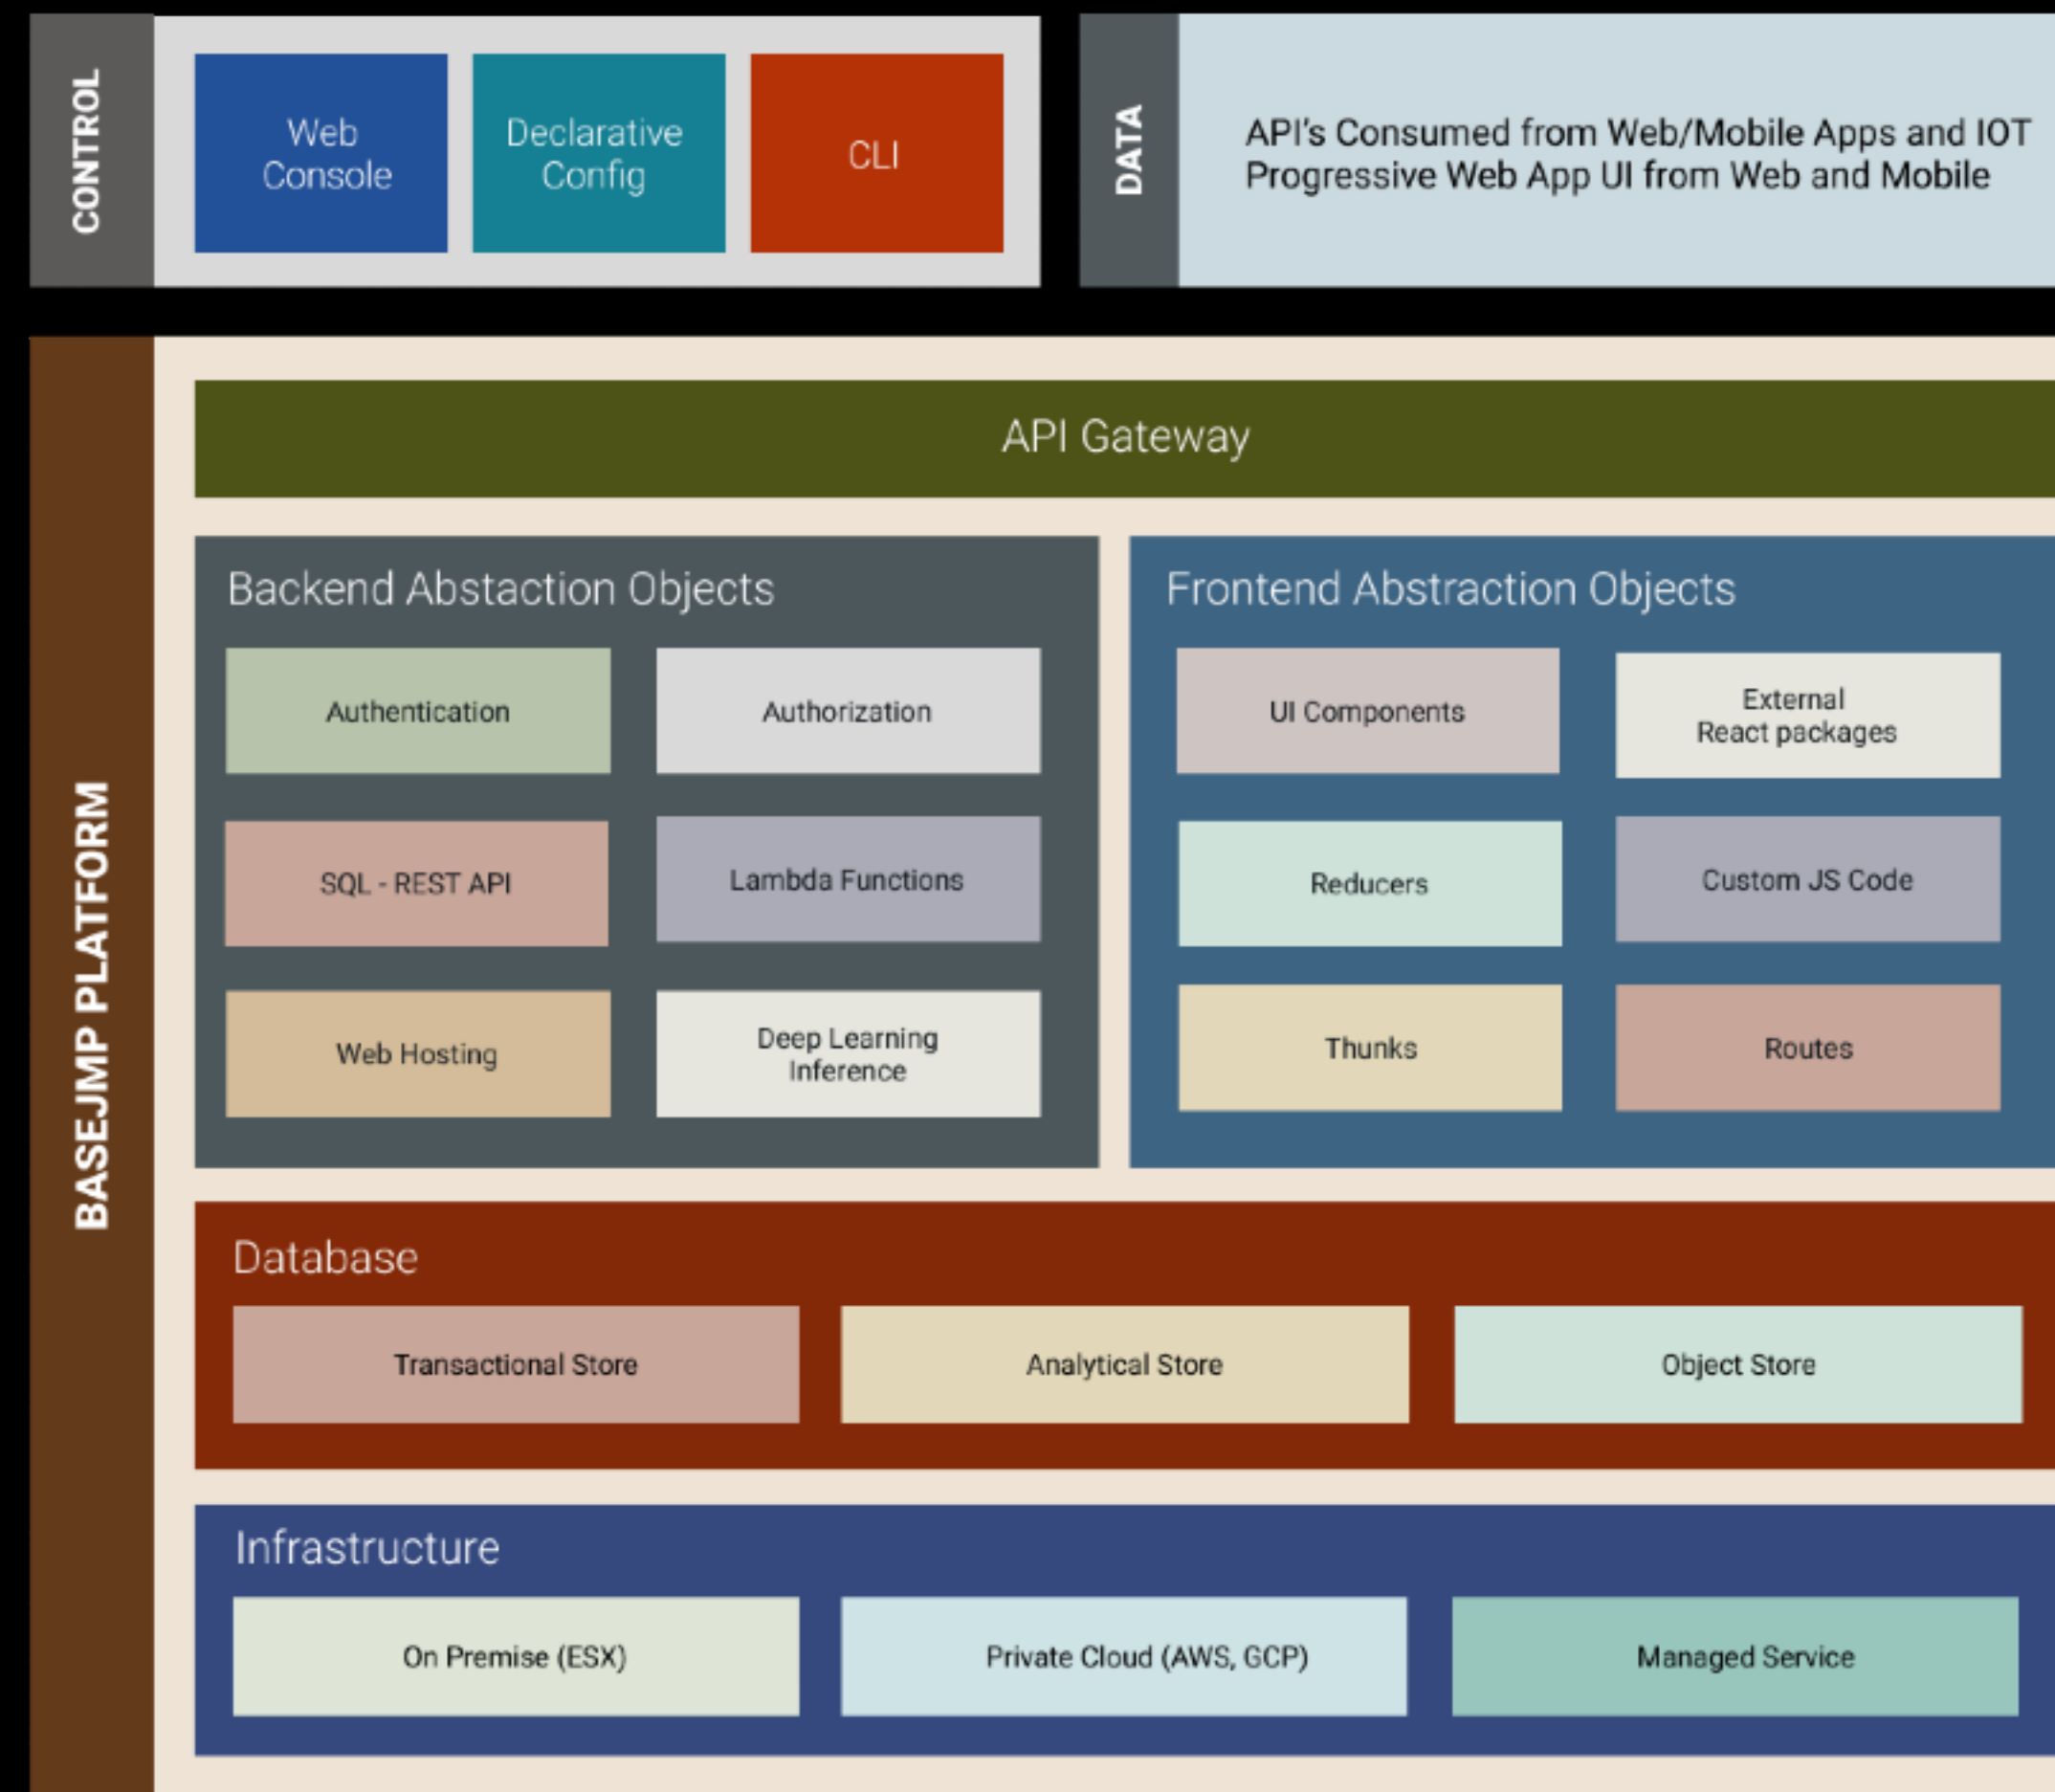 CONTROL
Web
Console
Declarative
Config
CLI
DATA
API's Consumed from Web/Mobile Apps and IOT
Progressive Web App UI from Web and Mobile
BASEJMP PLATFORM
API Gateway
Backend Abstaction Objects
Authentication
Authorization
SQL - REST API
Lambda Functions
Web Hosting
Deep Learning
Inference
Frontend Abstraction Objects
UI Components
External
React packages
Reducers
Custom JS Code
Thunks
Routes
Database
Transactional Store
Analytical Store
Object Store
Infrastructure
On Premise (ESX)
Private Cloud (AWS, GCP)
Managed Service